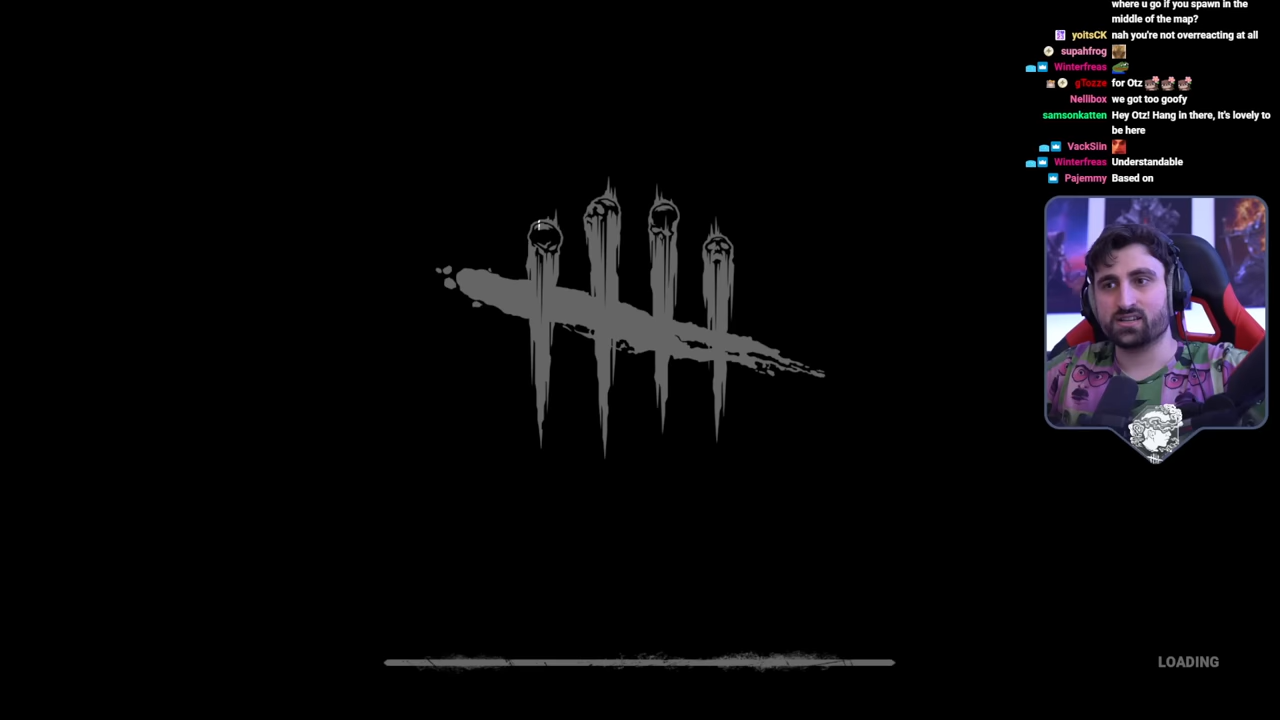 where u go if you spawn in the
middle of the map?
yoitsCK nah you're not overreacting at all
supahfrog
Winterfreas
gTozze for Otz
Nellibox we got too goofy
samsonkatten Hey Otz! Hang in there, It's lovely to
be here
VackSiin
Winterfreas Understandable
Pajemmy Based on
LOADING